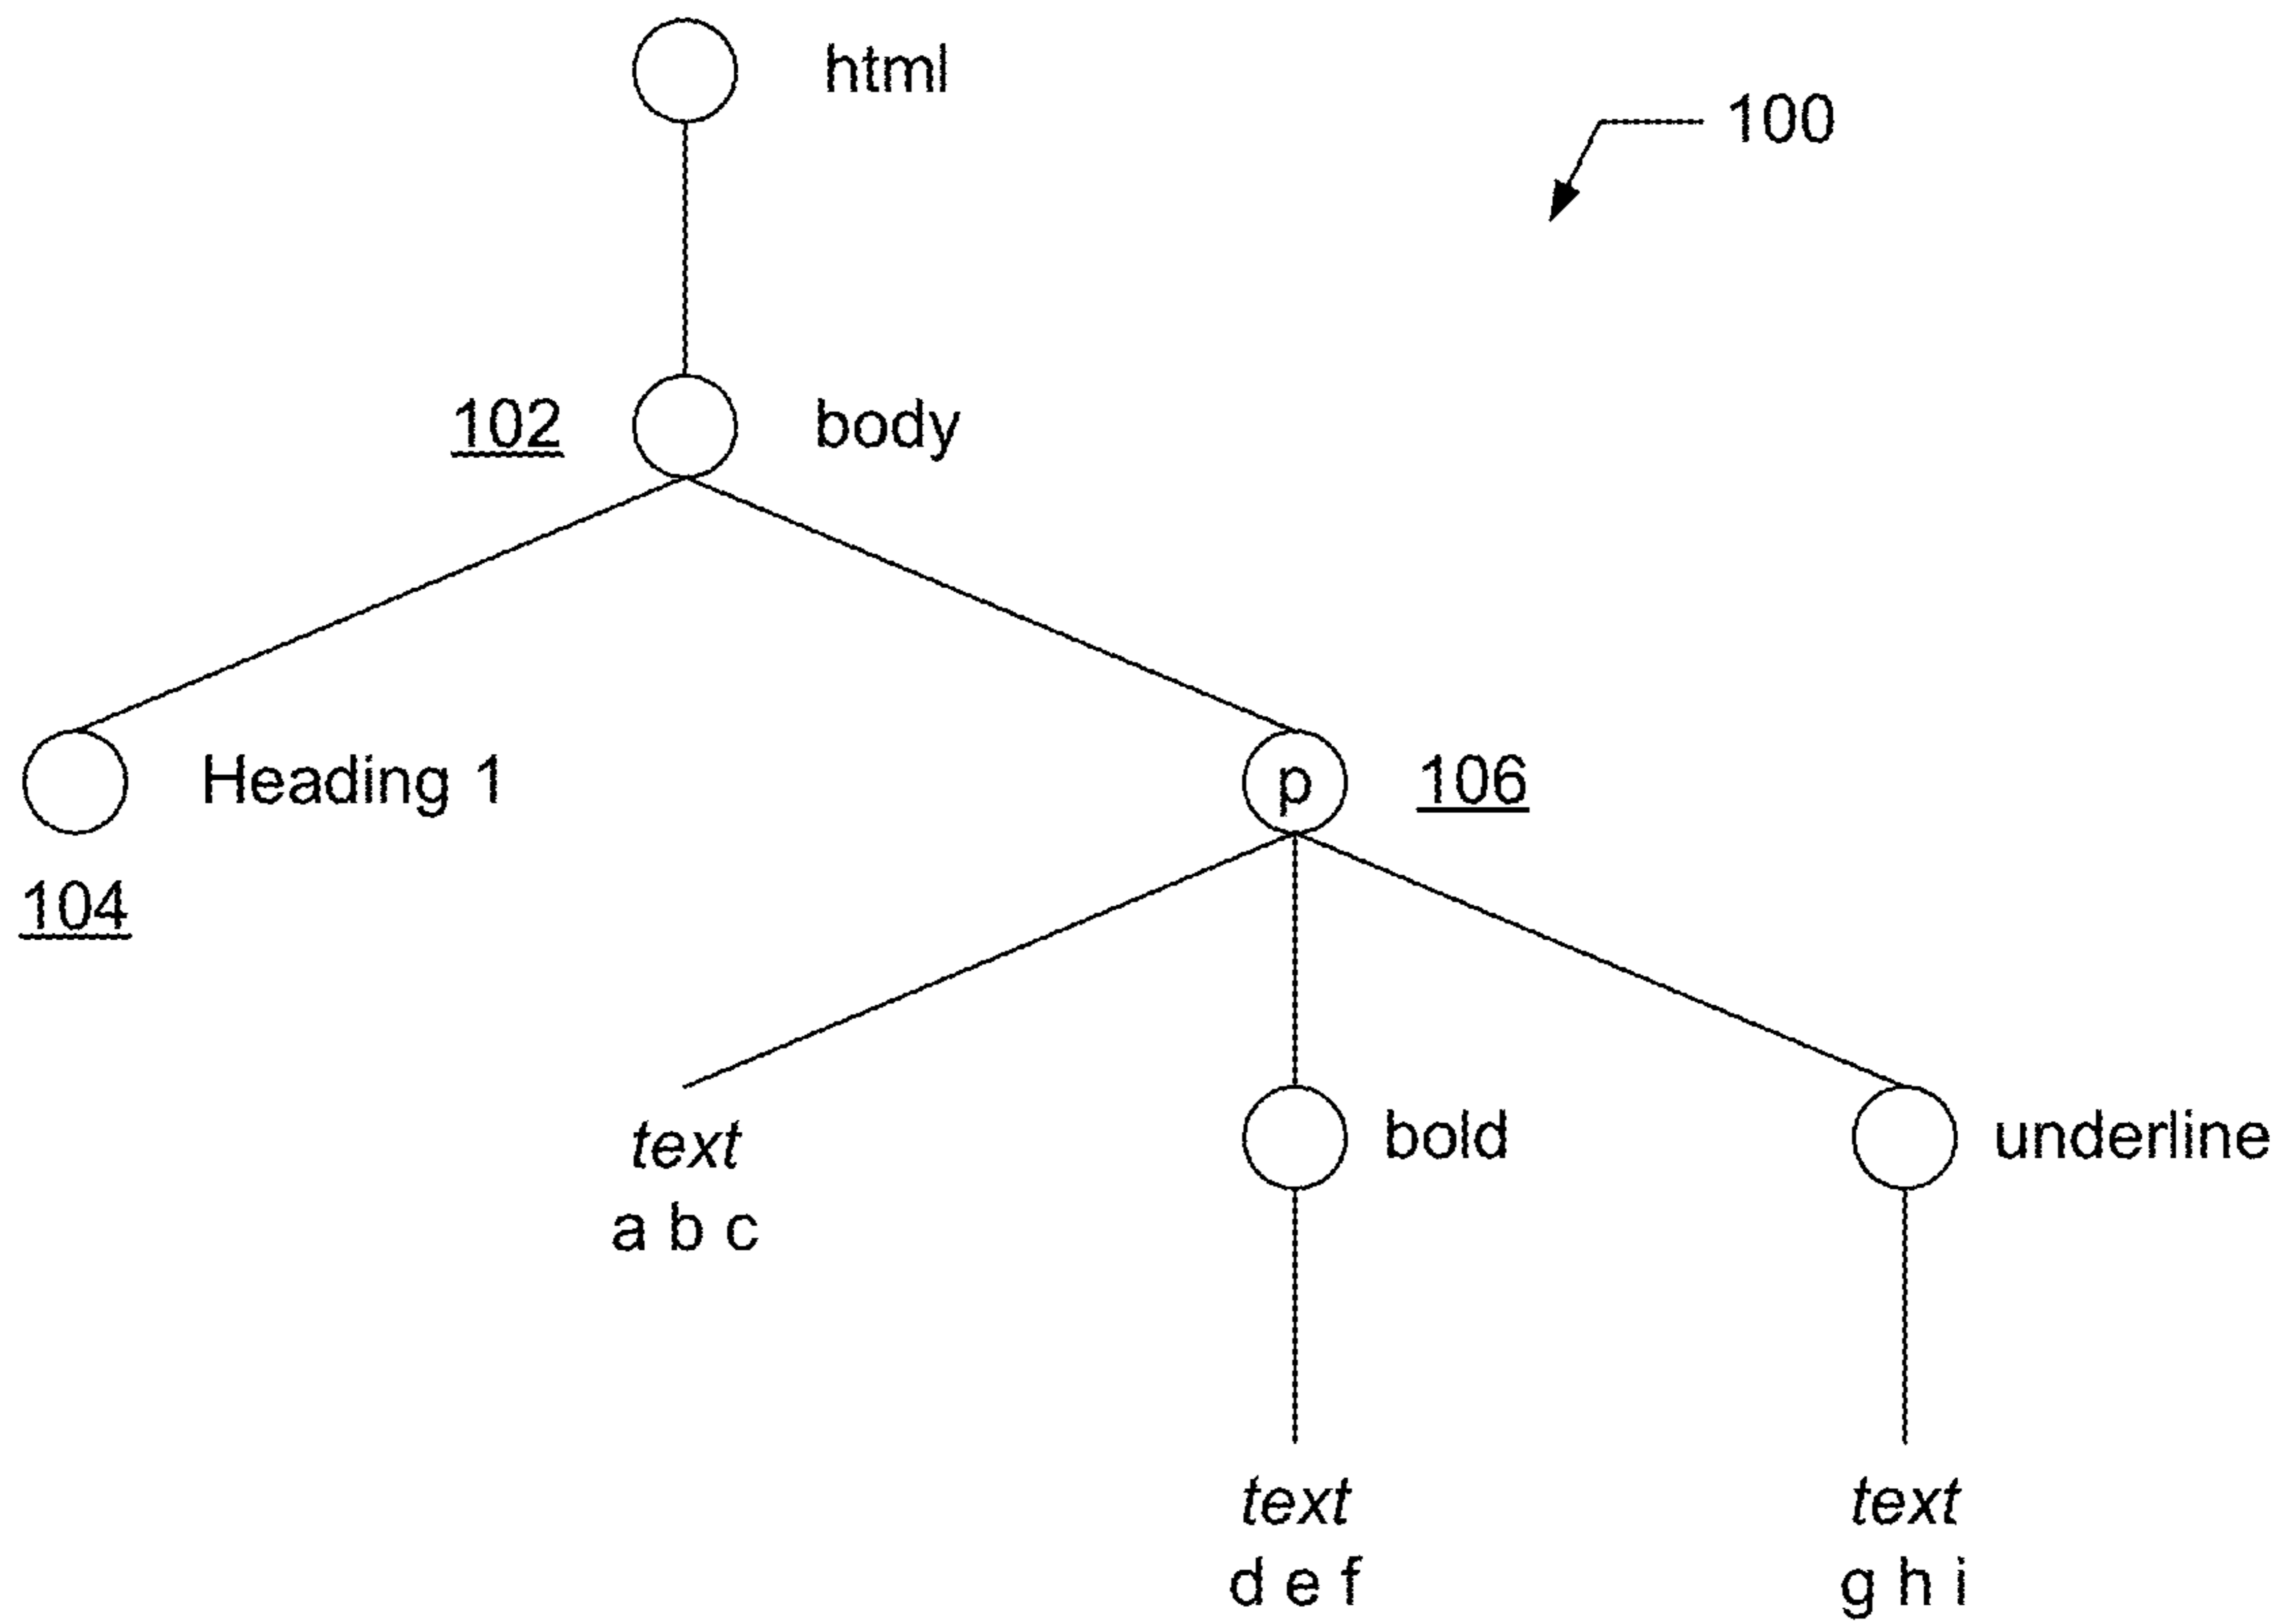 html
100
102 body
Heading 1
p 106
104
text
a b c
bold
underline
text
d e f
text
g h i